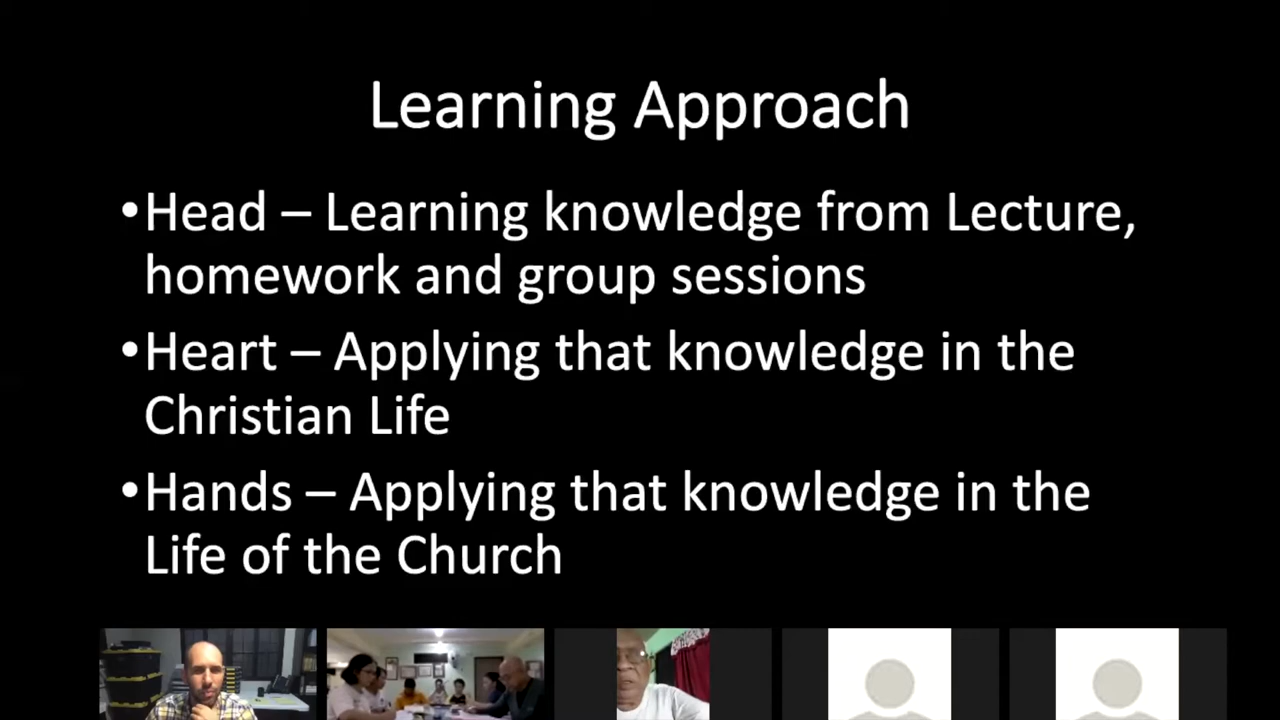 Learning Approach
•Head – Learning knowledge from Lecture,
homework and group sessions
•Heart – Applying that knowledge in the
Christian Life
•Hands – Applying that knowledge in the
Life of the Church